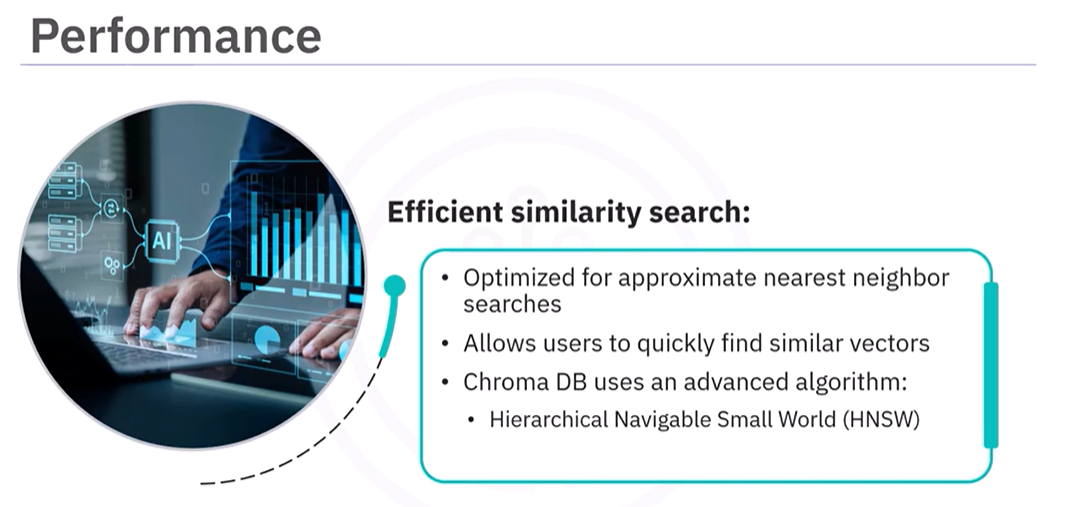 Performance
AI
Efficient similarity search:
• Optimized for approximate nearest neighbor
searches
• Allows users to quickly find similar vectors
• Chroma DB uses an advanced algorithm:
• Hierarchical Navigable Small World (HNSW)